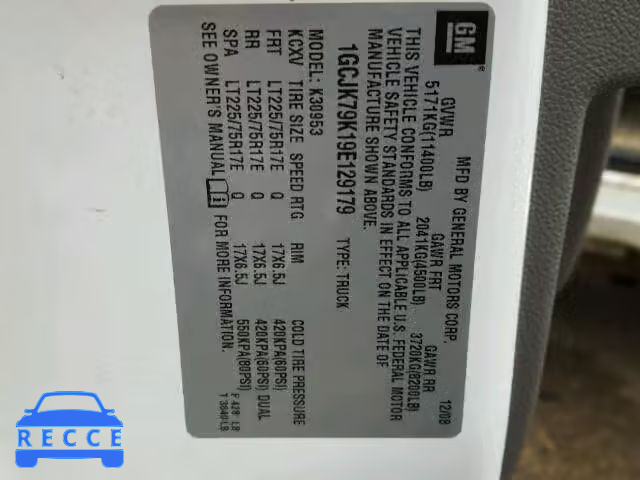 GM
MFD BY GENERAL MOTORS CORP. 12/08
GVWR GAWR FRT GAWR RR
5171KG(11400LB) 2041KG(4500LB) 3720KG(8200LB)
THIS VEHICLE CONFORMS TO ALL APPLICABLE U.S. FEDERAL MOTOR
VEHICLE SAFETY STANDARDS IN EFFECT ON THE DATE OF
MANUFACTURE SHOWN ABOVE.
1GCJK79K19E129179 TYPE: TRUCK
MODEL: K30953
KCXV TIRE SIZE SPEED RTG RIM COLD TIRE PRESSURE
FRT LT225/75R17E Q 17X6.5J 420KPA(60PSI)
RR LT225/75R17E Q 17X6.5J 420KPA(60PSI) DUAL
SPA LT225/75R17E Q 17X6.5J 550KPA(80PSI)
SEE OWNER'S MANUAL FOR MORE INFORMATION.
RECCE